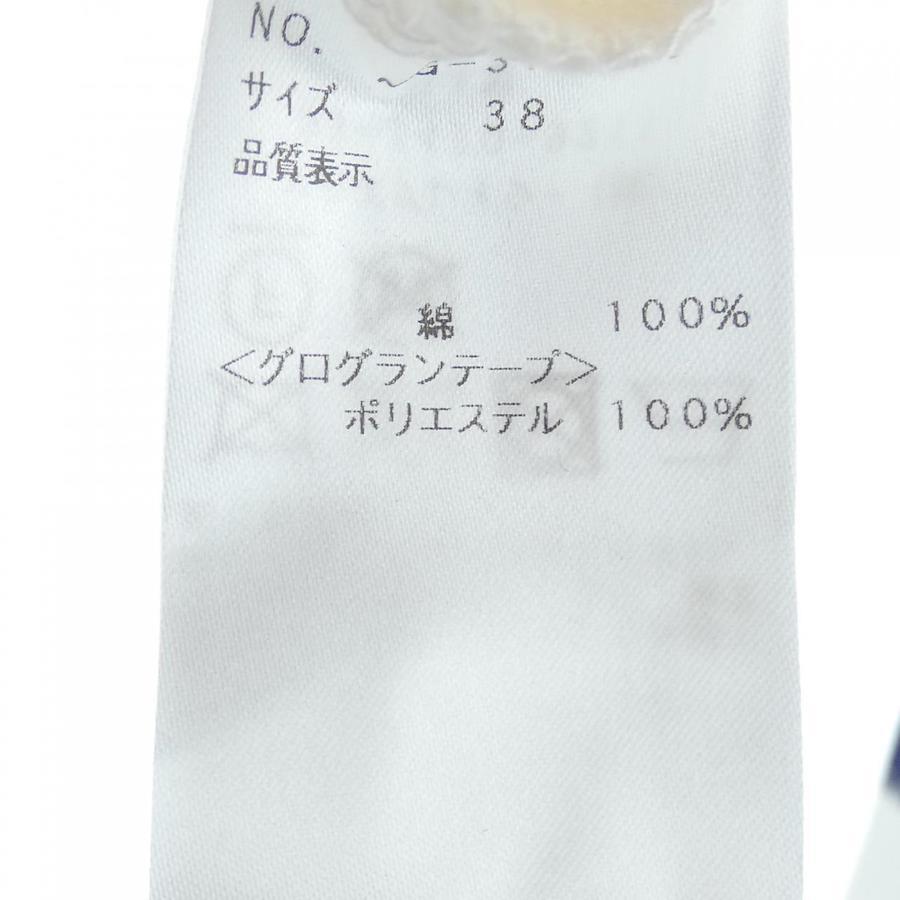 NO.
サイズ 38
品質表示
綿 100%
<グログランテープ>
ポリエステル 100%